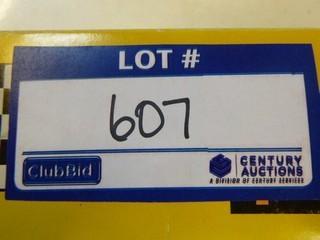 LOT #
607
ClubBid
CENTURY
AUCTIONS
A DIVISION OF CENTURY SERVICES